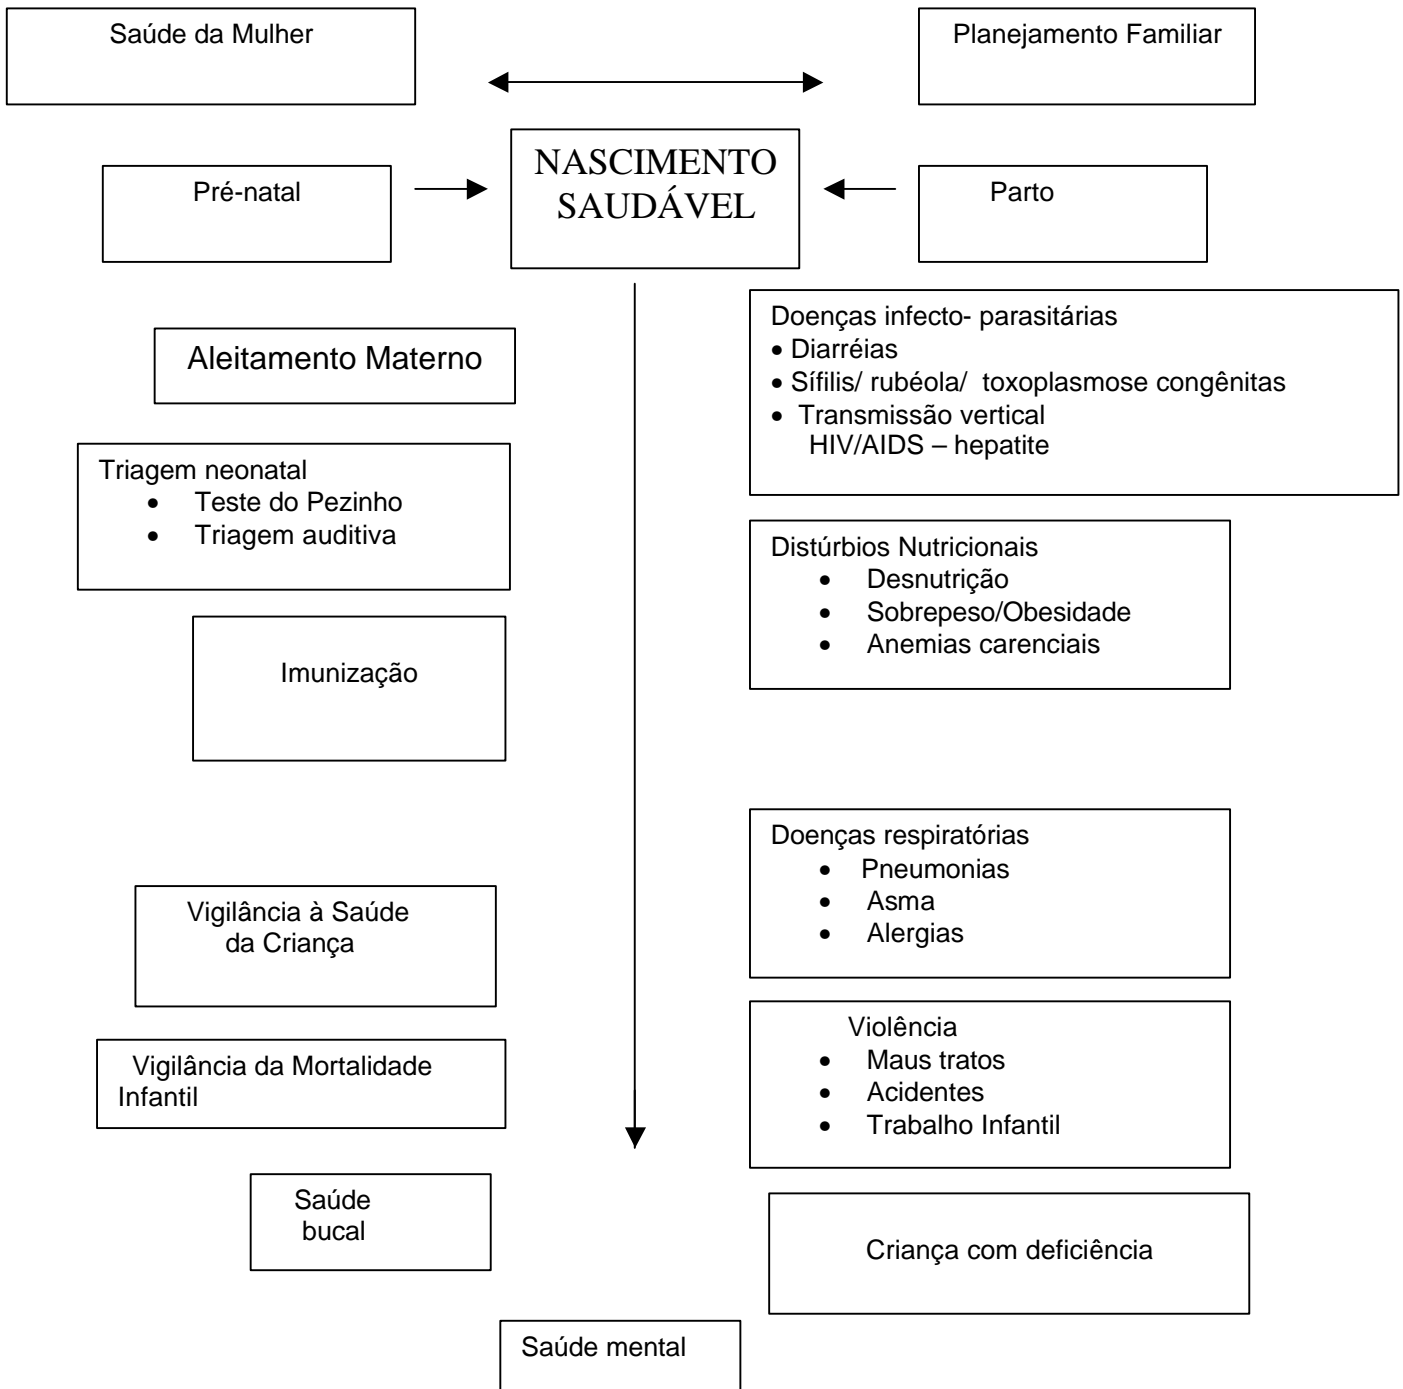 Saúde da Mulher
Planejamento Familiar
Pré-natal
NASCIMENTO
SAUDÁVEL
Parto
Aleitamento Materno
Doenças infecto- parasitárias
• Diarréias
• Sífilis/ rubéola/ toxoplasmose congênitas
• Transmissão vertical
HIV/AIDS – hepatite
Triagem neonatal
• Teste do Pezinho
• Triagem auditiva
Distúrbios Nutricionais
• Desnutrição
• Sobrepeso/Obesidade
• Anemias carenciais
Imunização
Doenças respiratórias
• Pneumonias
• Asma
• Alergias
Vigilância à Saúde
da Criança
Violência
• Maus tratos
• Acidentes
• Trabalho Infantil
Vigilância da Mortalidade
Infantil
Saúde
bucal
Criança com deficiência
Saúde mental